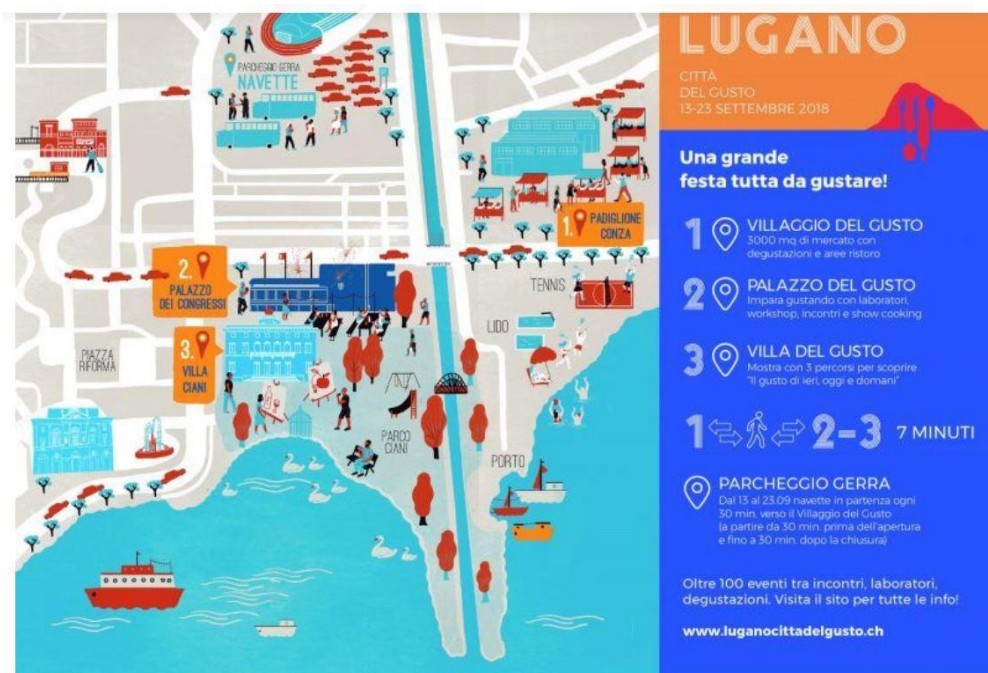 PARCHEGGIO GERRA
NAVETTE
1.
PADIGLIONE
CONZA
2.
PALAZZO
DEI CONGRESSI
TENNIS
LIDO
3.
VILLA
CIANI
PIAZZA
RIFORMA
PARCO
CIANI
PORTO
LUGANO
CITTÀ
DEL GUSTO
13-23 SETTEMBRE 2018
Una grande
festa tutta da gustare!
1 VILLAGGIO DEL GUSTO
3000 mq di mercato con
degustazioni e aree ristoro
2 PALAZZO DEL GUSTO
Impara gustando con laboratori,
workshop, incontri e show cooking
3 VILLA DEL GUSTO
Mostra con 3 percorsi per scoprire
"Il gusto di ieri, oggi e domani"
1 2-3 7 MINUTI
PARCHEGGIO GERRA
Dal 13 al 23.09 navette in partenza ogni
30 min. verso il Villaggio del Gusto
(a partire da 30 min. prima dell'apertura
e fino a 30 min. dopo la chiusura)
Oltre 100 eventi tra incontri, laboratori,
degustazioni. Visita il sito per tutte le info!
www.luganocittadelgusto.ch